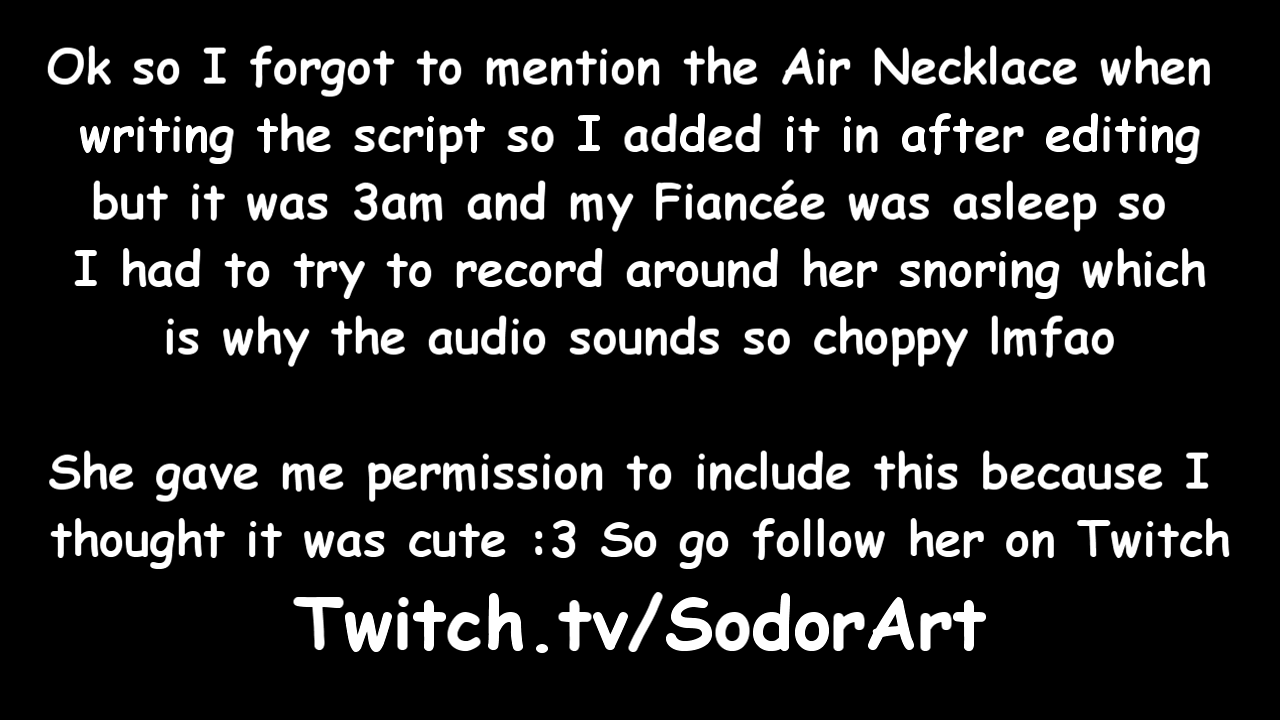 Ok so I forgot to mention the Air Necklace when
writing the script so I added it in after editing
but it was 3am and my Fiancée was asleep so
I had to try to record around her snoring which
is why the audio sounds so choppy lmfao
She gave me permission to include this because I
thought it was cute :3 So go follow her on Twitch
Twitch.tv/SodorArt